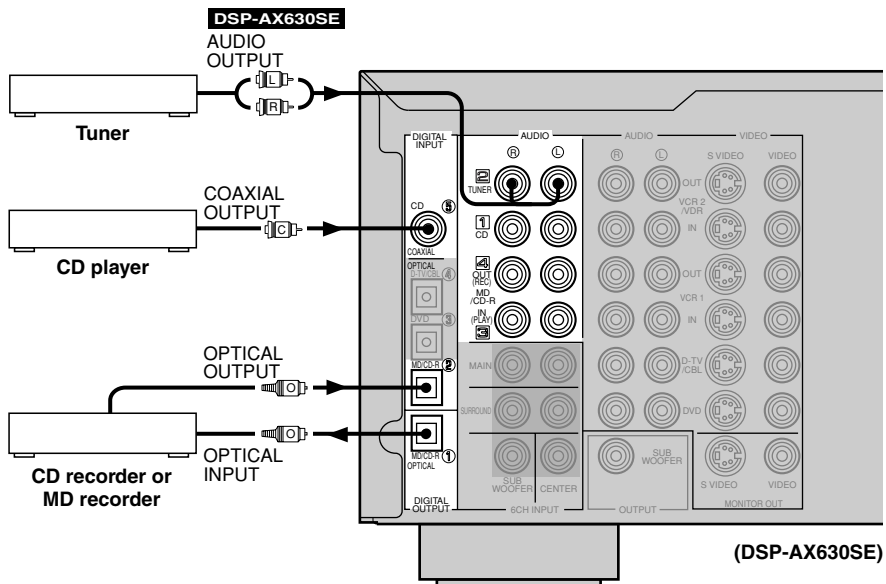 DSP-AX630SE
AUDIO
OUTPUT
L
R
Tuner
COAXIAL
OUTPUT
C
CD player
OPTICAL
OUTPUT
O
O
OPTICAL
INPUT
CD recorder or
MD recorder
DIGITAL
INPUT
CD 5
COAXIAL
OPTICAL
D-TV/CBL 4
DVD 3
MD/CD-R 2
MD/CD-R 1
OPTICAL
DIGITAL
OUTPUT
AUDIO
R L
2
TUNER
1
CD
4
OUT
(REC)
MD
/CD-R
IN
(PLAY)
3
MAIN
SURROUND
SUB
WOOFER
CENTER
6CH INPUT
AUDIO
VIDEO
R L
S VIDEO
VIDEO
OUT
VCR 2
/VDR
IN
OUT
VCR 1
IN
D-TV
/CBL
DVD
SUB
WOOFER
OUTPUT
S VIDEO
VIDEO
MONITOR OUT
(DSP-AX630SE)